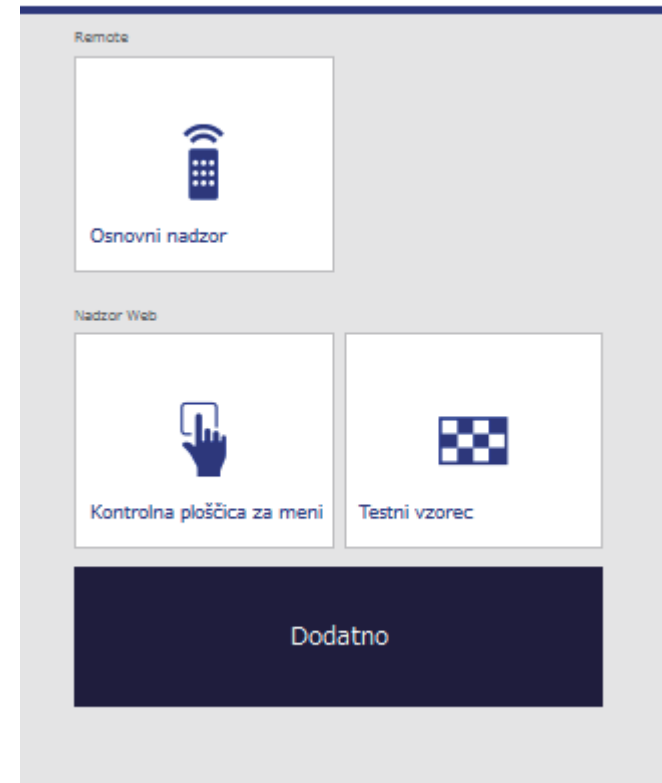 Remote
Osnovni nadzor
Nadzor Web
Kontrolna ploščica za meni
Testni vzorec
Dodatno